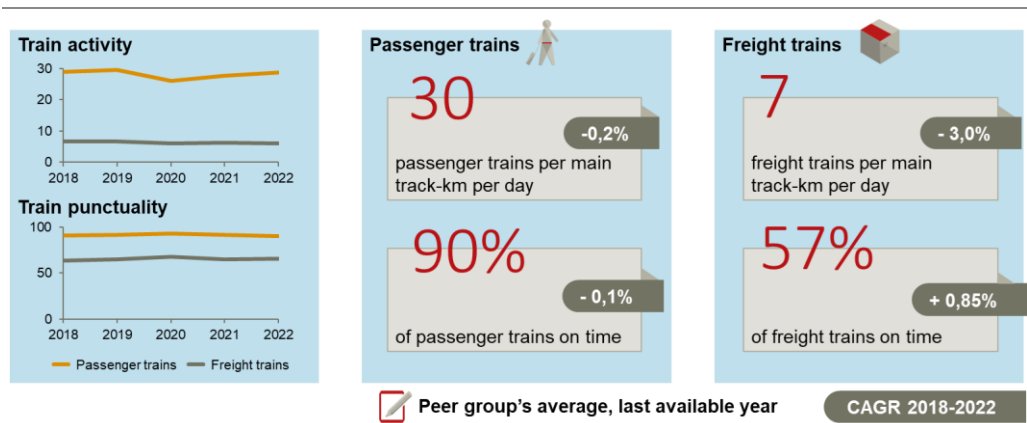 Train activity
30
20
10
0
2018 2019 2020 2021 2022
Train punctuality
100
50
0
2018 2019 2020 2021 2022
Passenger trains Freight trains
Passenger trains
30
-0,2%
passenger trains per main
track-km per day
90%
- 0,1%
of passenger trains on time
Freight trains
7
- 3,0%
freight trains per main
track-km per day
57%
+ 0,85%
of freight trains on time
Peer group's average, last available year
CAGR 2018-2022